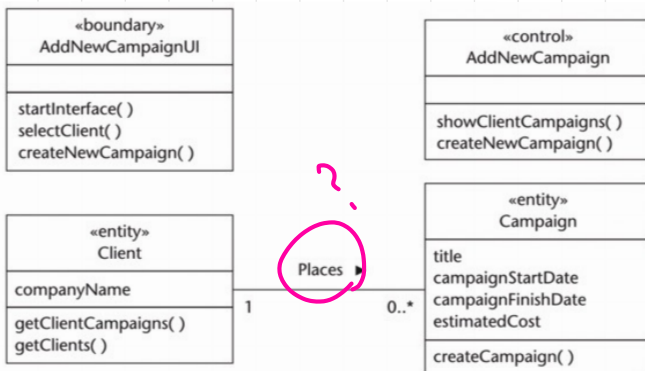 «boundary»
AddNewCampaignUI
startInterface( )
selectClient( )
createNewCampaign( )
«control»
AddNewCampaign
showClientCampaigns( )
createNewCampaign( )
?
«entity»
Client
companyName
getClientCampaigns( )
getClients( )
Places ▶
1
0..*
«entity»
Campaign
title
campaignStartDate
campaignFinishDate
estimatedCost
createCampaign( )